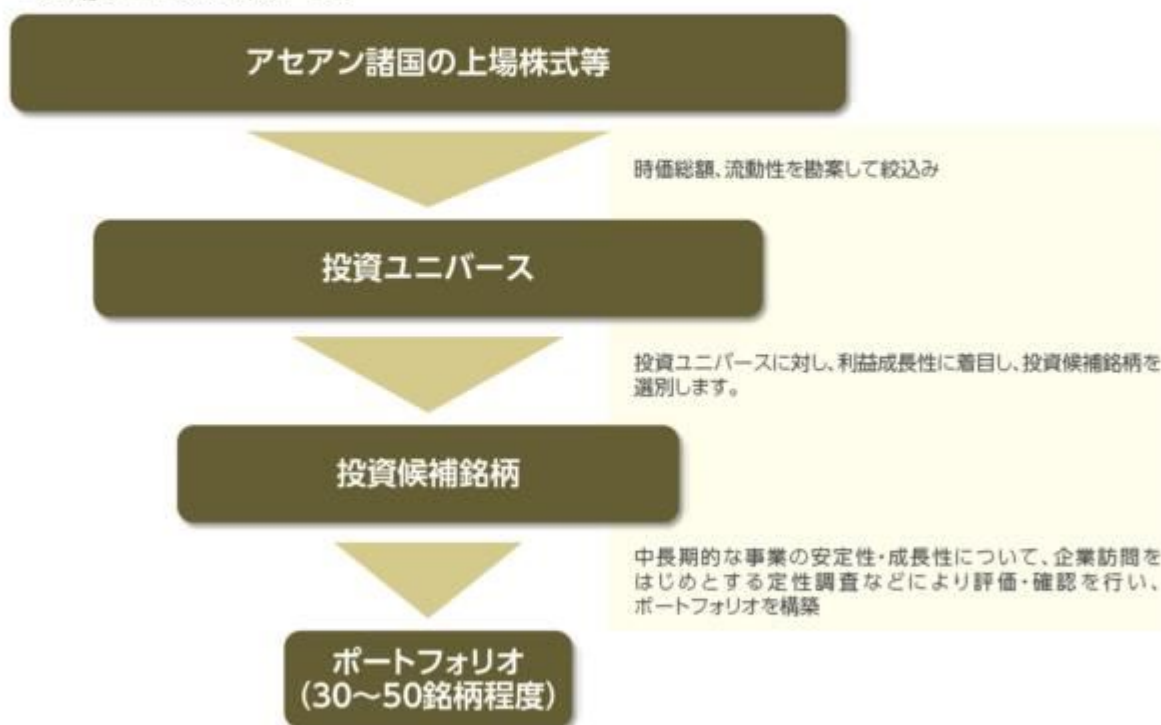 アセアン諸国の上場株式等
時価総額、流動性を勘案して絞込み
投資ユニバース
投資ユニバースに対し、利益成長性に着目し、投資候補銘柄を
選別します。
投資候補銘柄
中長期的な事業の安定性・成長性について、企業訪問を
はじめとする定性調査などにより評価・確認を行い、
ポートフォリオを構築
ポートフォリオ
(30～50銘柄程度)